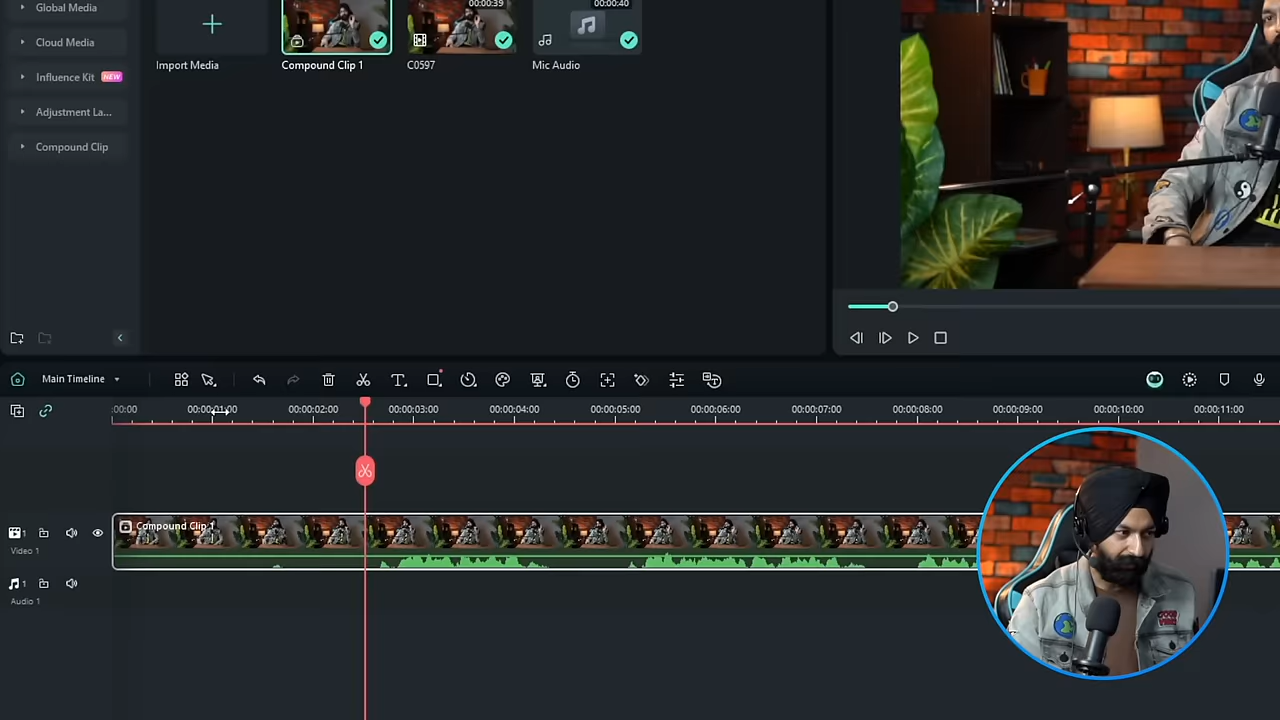 Global Media
Cloud Media
Influence Kit NEW
Adjustment La...
Compound Clip
Import Media
Compound Clip 1
00:00:39
C0597
00:00:40
Mic Audio
Main Timeline
:00:00
00:00:01:00
00:00:02:00
00:00:03:00
00:00:04:00
00:00:05:00
00:00:06:00
00:00:07:00
00:00:08:00
00:00:09:00
00:00:10:00
00:00:11:00
Compound Clip 1
1
Video 1
1
Audio 1
GOOD
VIBES